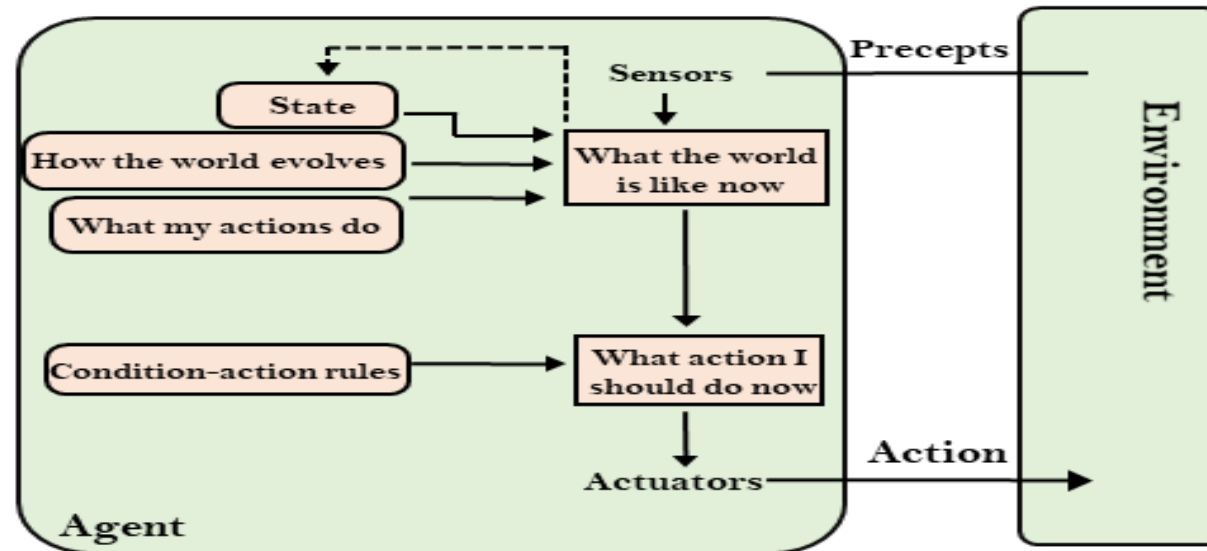 Precepts
Sensors
State
How the world evolves
What the world
is like now
What my actions do
Environment
Condition-action rules
What action I
should do now
Action
Actuators
Agent